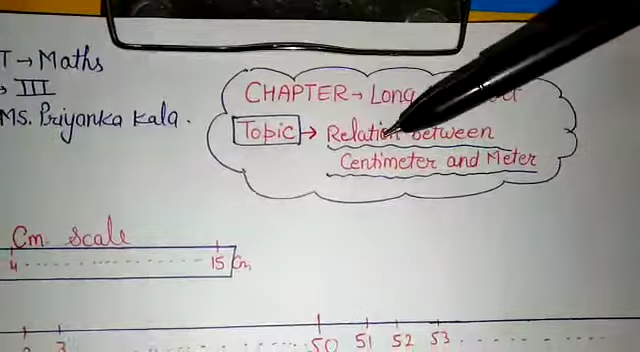 T → Maths
→ III
Ms. Priyanka Kala.
CHAPTER → Long
Topic → Relation between
Centimeter and Meter
Cm scale
4 15 Cm
3 50 51 52 53